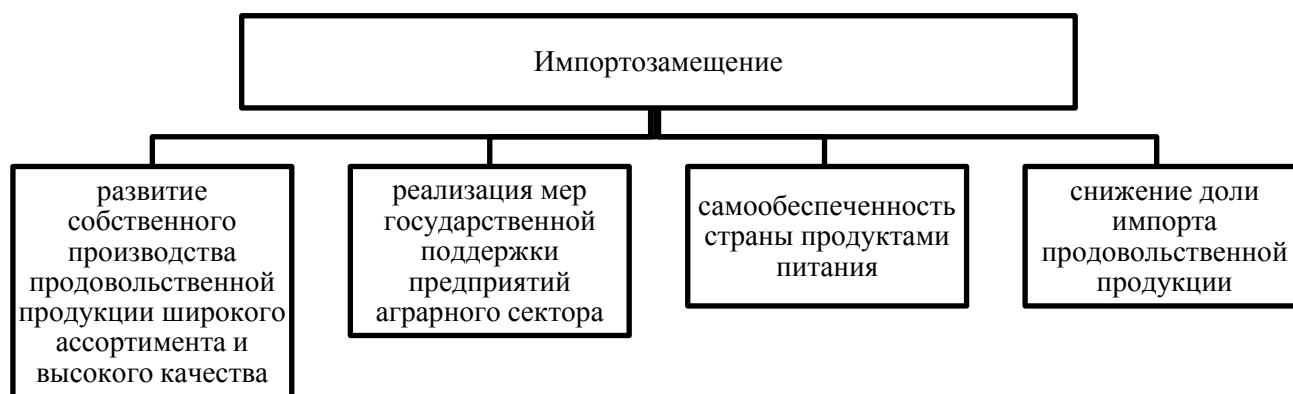 Импортозамещение
развитие
собственного
производства
продовольственной
продукции широкого
ассортимента и
высокого качества
реализация мер
государственной
поддержки
предприятий
аграрного сектора
самообеспеченность
страны продуктами
питания
снижение доли
импорта
продовольственной
продукции